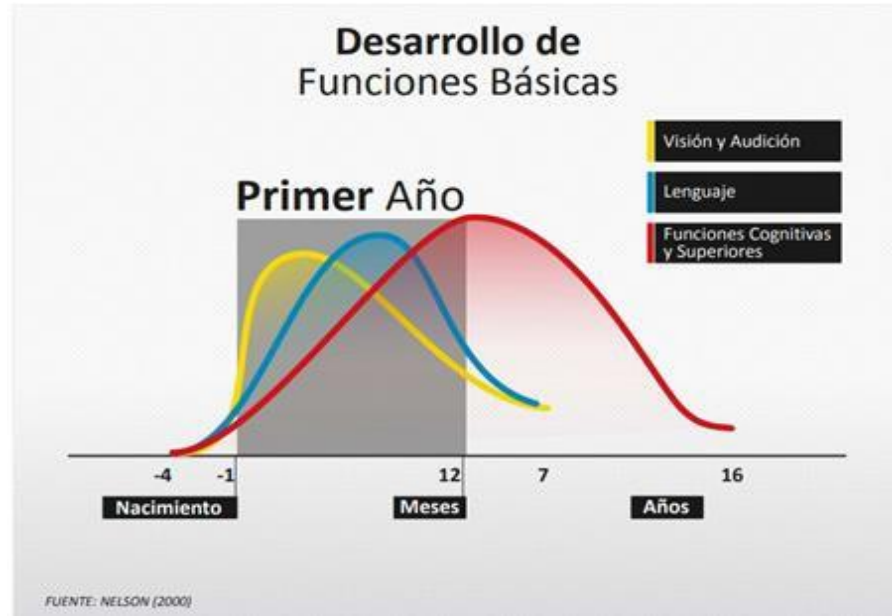 Desarrollo de
Funciones Básicas
Visión y Audición
Lenguaje
Funciones Cognitivas
y Superiores
Primer Año
-4 -1 12 7 16
Nacimiento Meses Años
FUENTE: NELSON (2000)